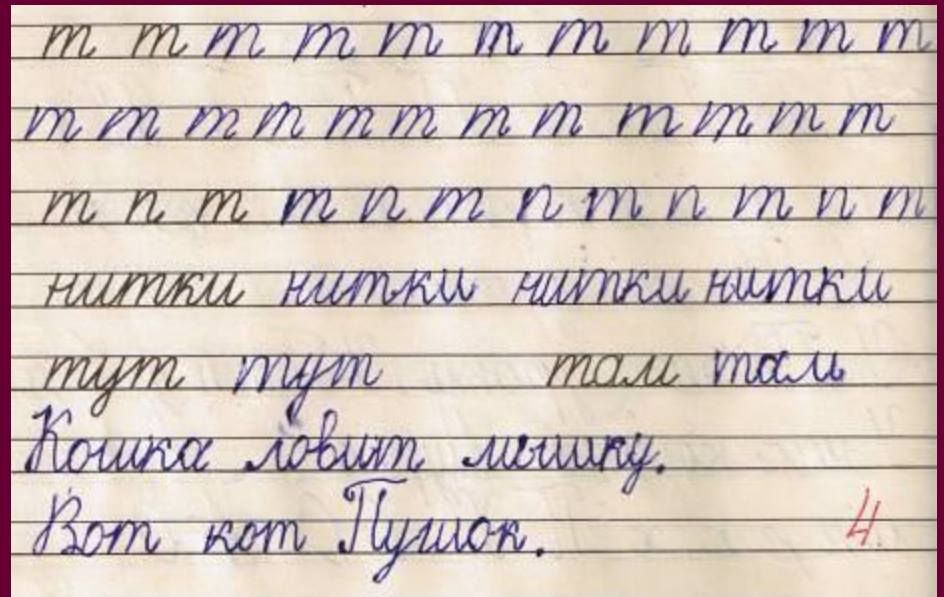 т т т т т т т т т т т
т т т т т т т т т т т т
т п т т п т п т п т п т
нитки нитки нитки нитки
тут тут там там
Кошка ловит мышку.
Вот кот Пушок. 4